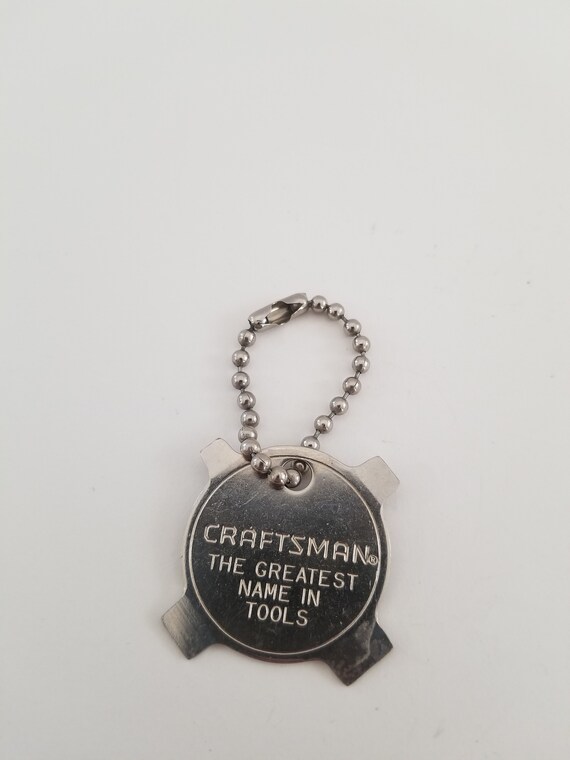 CRAFTSMAN®
THE GREATEST
NAME IN
TOOLS